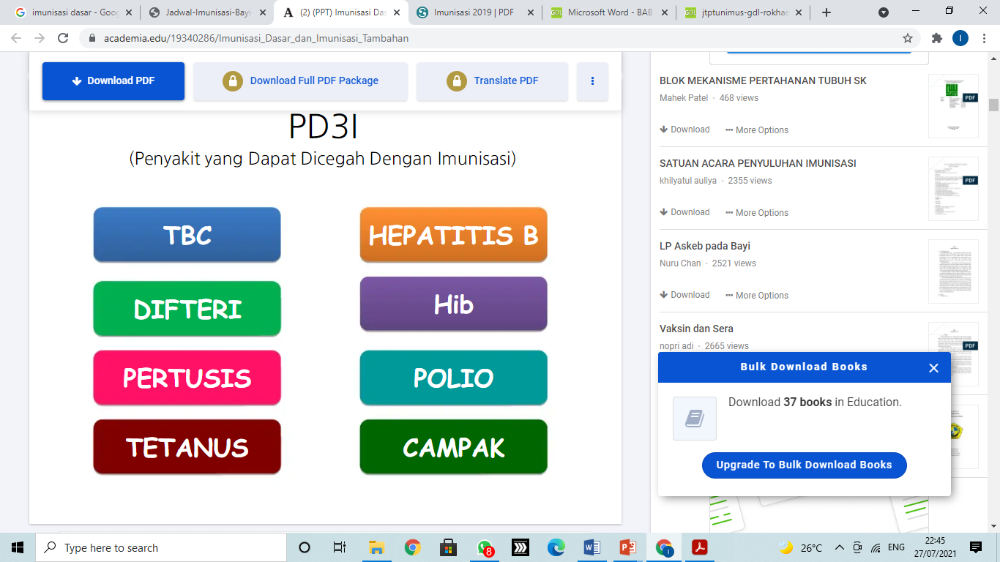 imunisasi dasar - Goo
Jadwal-Imunisasi-Bayi-
(2) (PPT) Imunisasi Das
Imunisasi 2019 | PDF
Microsoft Word - BAB
jtptunimus-gdl-rokhae
academia.edu/19340286/Imunisasi_Dasar_dan_Imunisasi_Tambahan
I
Download PDF
Download Full PDF Package
Translate PDF
PD3I
(Penyakit yang Dapat Dicegah Dengan Imunisasi)
TBC
HEPATITIS B
DIFTERI
Hib
PERTUSIS
POLIO
TETANUS
CAMPAK
BLOK MEKANISME PERTAHANAN TUBUH SK
Mahek Patel · 468 views
Download ··· More Options
PDF
SATUAN ACARA PENYULUHAN IMUNISASI
khilyatul auliya · 2355 views
Download ··· More Options
PDF
LP Askeb pada Bayi
Nuru Chan · 2521 views
Download ··· More Options
Vaksin dan Sera
nopri adi · 2665 views
PDF
Bulk Download Books
Download 37 books in Education.
Upgrade To Bulk Download Books
Type here to search
8
26°C
ENG
22:45
27/07/2021